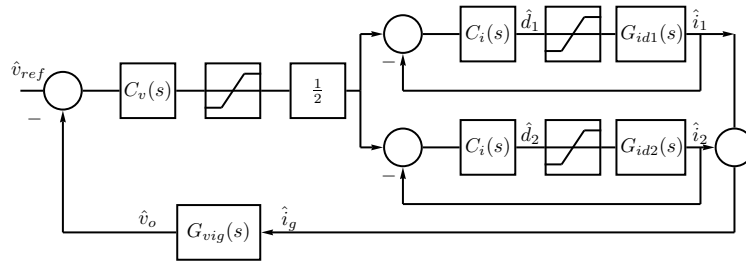 v̂_ref
−
C_v(s)
1/2
−
C_i(s)
d̂_1
G_id1(s)
î_1
−
C_i(s)
d̂_2
G_id2(s)
î_2
v̂_o
G_vig(s)
î_g